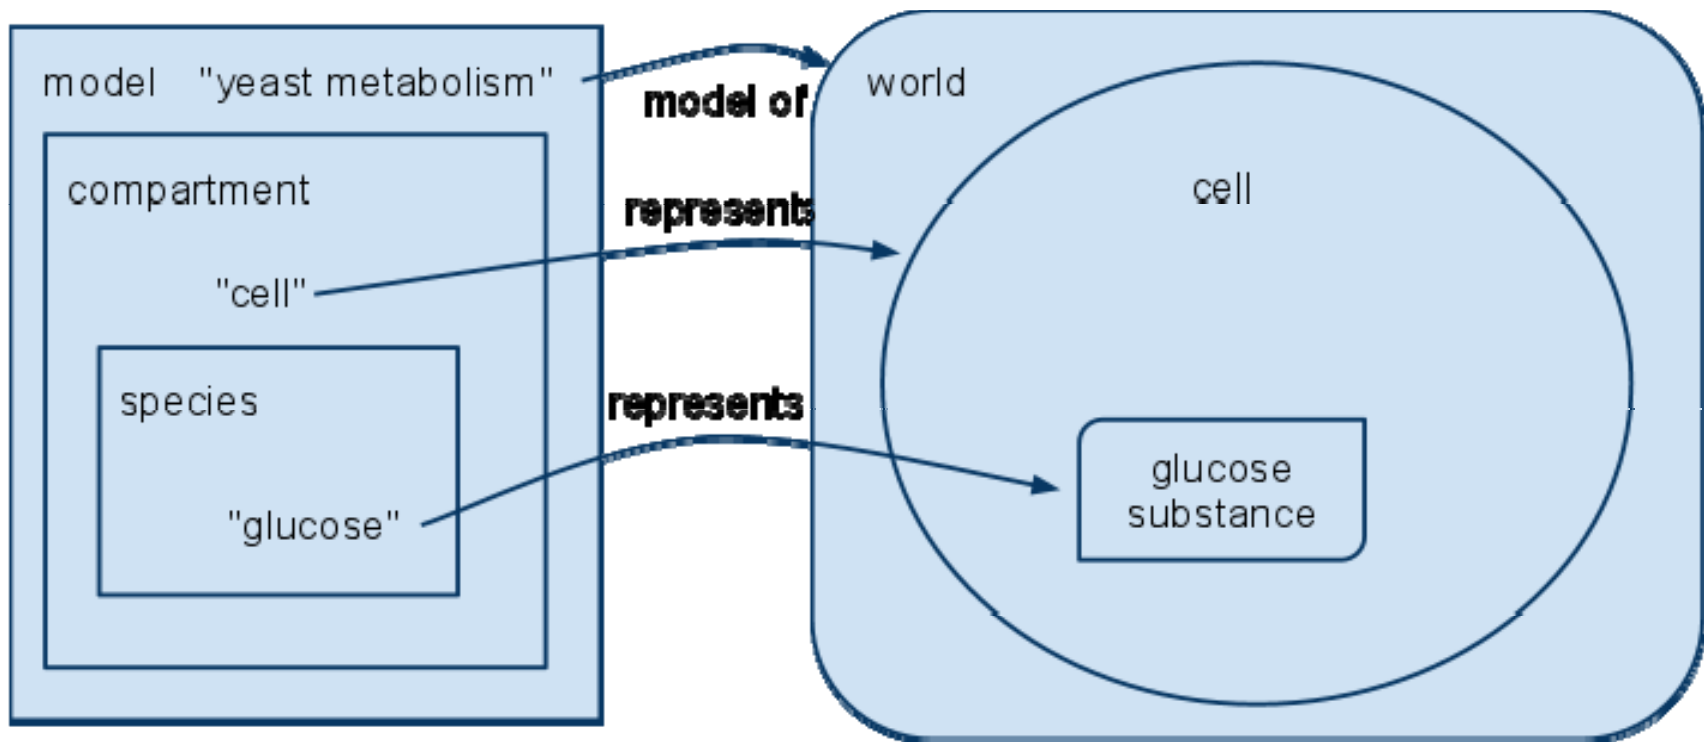 model "yeast metabolism"
compartment
"cell"
species
"glucose"
model of
represents
represents
world
cell
glucose
substance